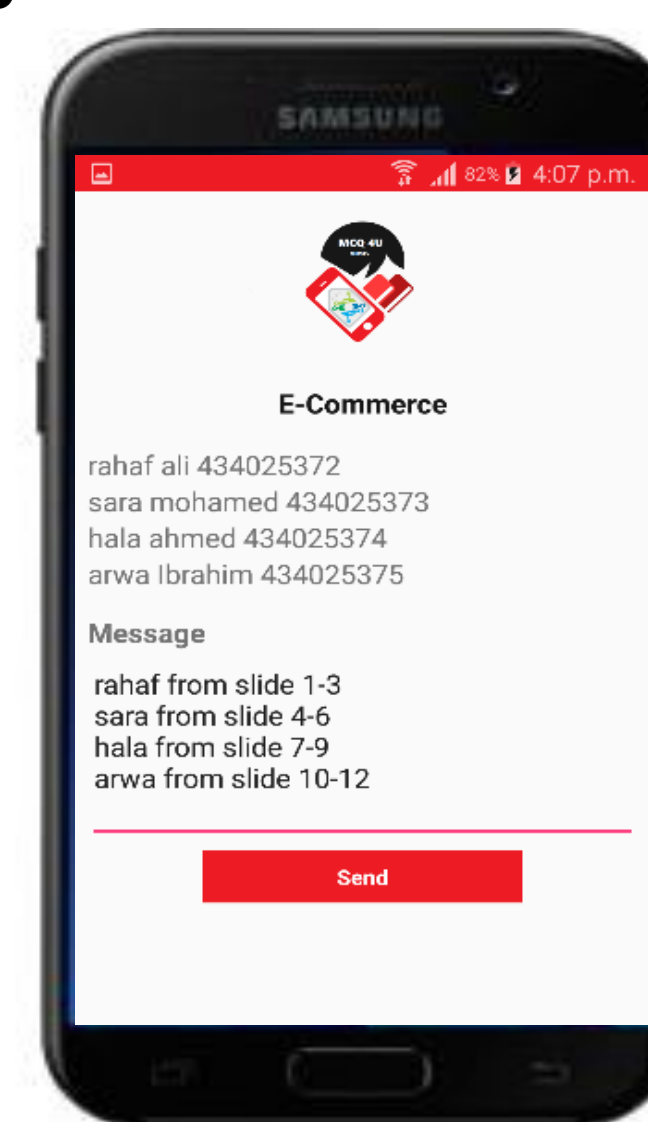 SAMSUNG
82% 4:07 p.m.
MCQ 4U
E-Commerce
rahaf ali 434025372
sara mohamed 434025373
hala ahmed 434025374
arwa Ibrahim 434025375
Message
rahaf from slide 1-3
sara from slide 4-6
hala from slide 7-9
arwa from slide 10-12
Send